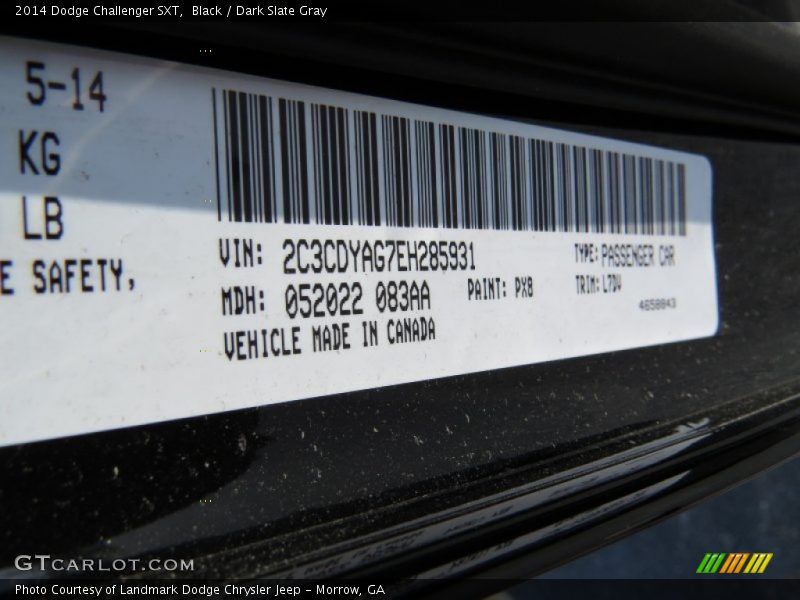 2014 Dodge Challenger SXT,  Black / Dark Slate Gray
5-14
KG
LB
E SAFETY,
VIN: 2C3CDYAG7EH285931
TYPE: PASSENGER CAR
MDH: 052022 083AA
PAINT: PX8
TRIM: L7DV
4658843
VEHICLE MADE IN CANADA
GTCARLOT.COM
Photo Courtesy of Landmark Dodge Chrysler Jeep - Morrow, GA